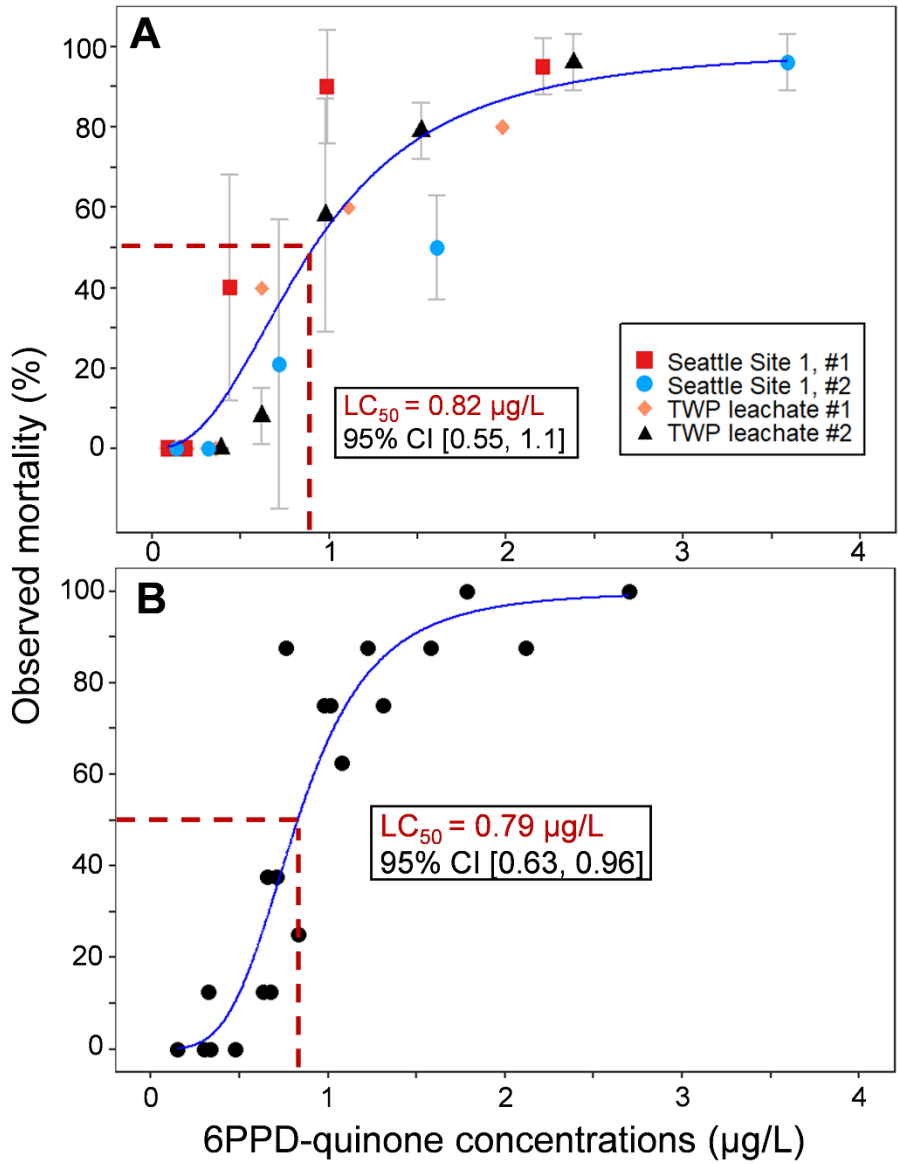 A
100
80
60
40
20
0
Seattle Site 1, #1
Seattle Site 1, #2
TWP leachate #1
TWP leachate #2
LC₅₀ = 0.82 µg/L
95% CI [0.55, 1.1]
0 1 2 3 4
Observed mortality (%)
B
100
80
60
40
20
0
LC₅₀ = 0.79 µg/L
95% CI [0.63, 0.96]
0 1 2 3 4
6PPD-quinone concentrations (µg/L)